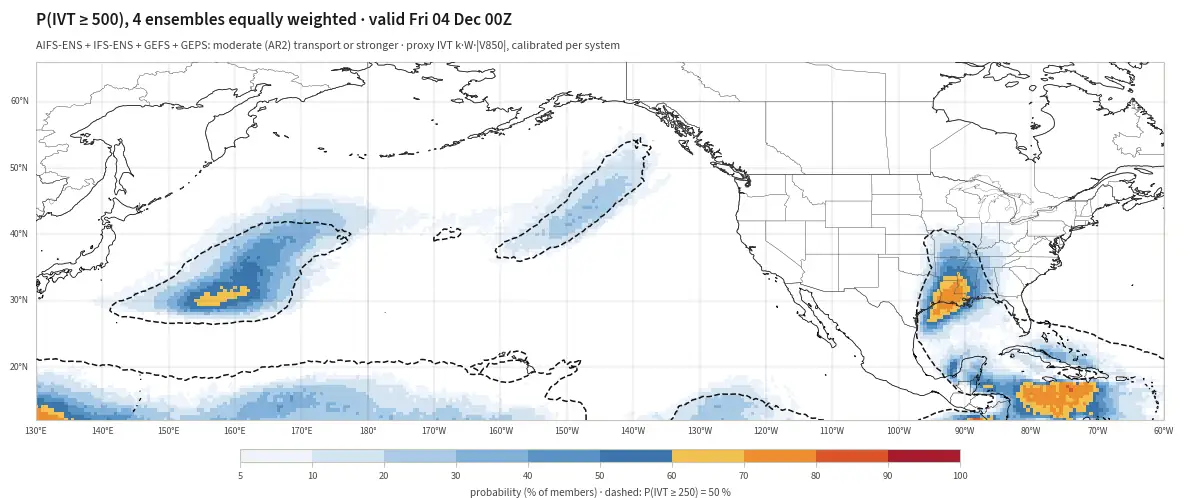 P(IVT ≥ 500), 4 ensembles equally weighted · valid Fri 04 Dec 00Z
AIFS-ENS + IFS-ENS + GEFS + GEPS: moderate (AR2) transport or stronger · proxy IVT k·W·|V850|, calibrated per system
60°N
50°N
40°N
30°N
20°N
130°E 140°E 150°E 160°E 170°E 180° 170°W 160°W 150°W 140°W 130°W 120°W 110°W 100°W 90°W 80°W 70°W 60°W
5 10 20 30 40 50 60 70 80 90 100
probability (% of members) · dashed: P(IVT ≥ 250) = 50 %